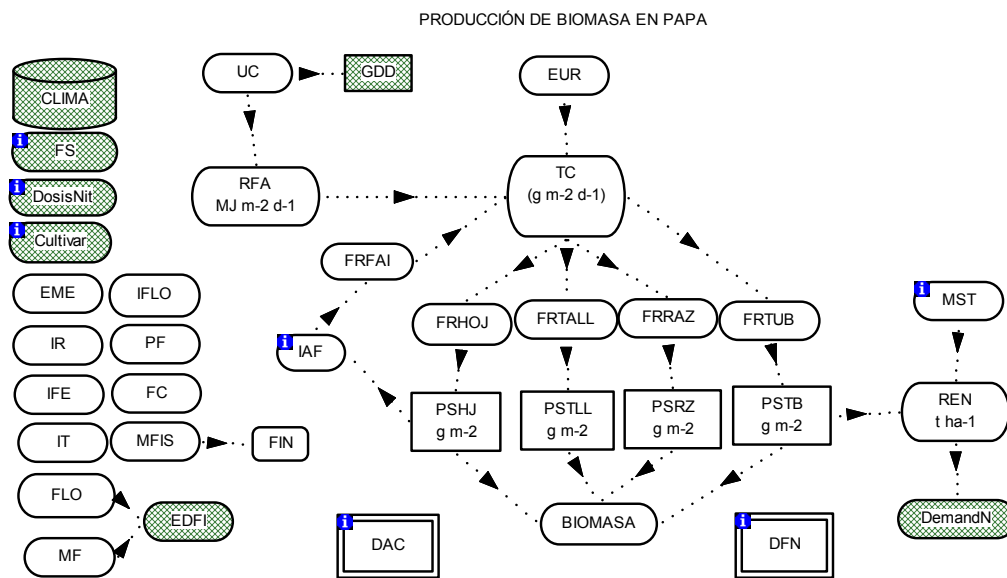 PRODUCCIÓN DE BIOMASA EN PAPA
UC
GDD
EUR
CLIMA
i
FS
i
DosisNit
i
Cultivar
RFA
MJ m-2 d-1
TC
(g m-2 d-1)
FRFAI
EME
IFLO
i
MST
IR
PF
i
IAF
FRHOJ
FRTALL
FRRAZ
FRTUB
IFE
FC
PSHJ
g m-2
PSTLL
g m-2
PSRZ
g m-2
PSTB
g m-2
REN
t ha-1
IT
MFIS
FIN
FLO
EDFI
MF
i
DAC
BIOMASA
i
DFN
DemandN